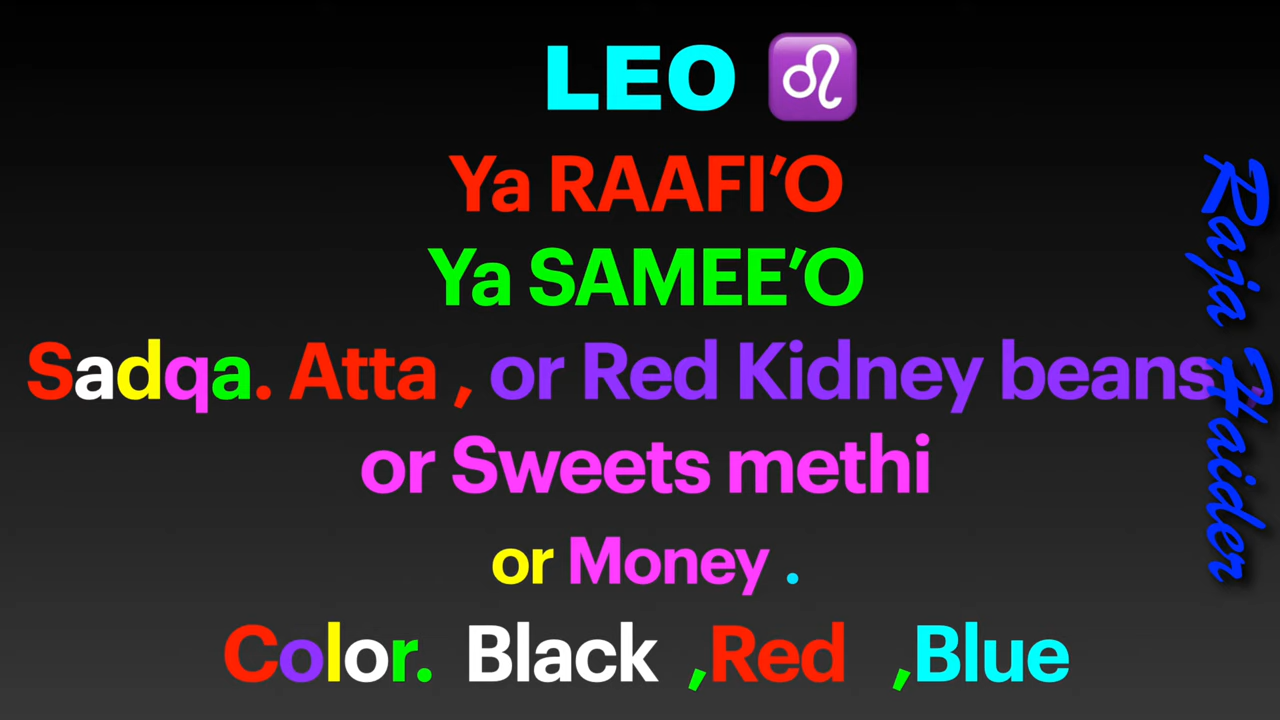 LEO ♌
Ya RAAFI’O
Ya SAMEE’O
Sadqa. Atta , or Red Kidney beans ,
or Sweets methi
or Money .
Color. Black ,Red ,Blue
Raja Haider